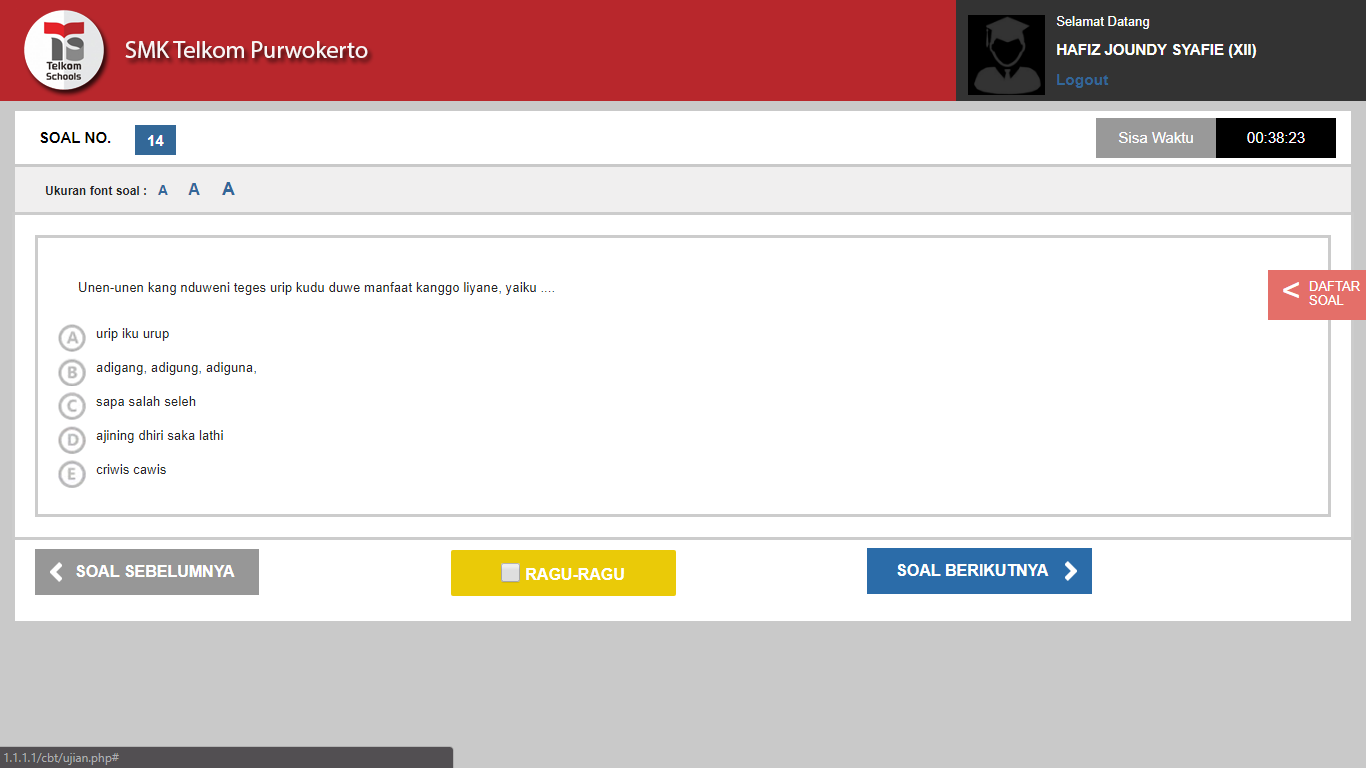 Telkom
Schools
SMK Telkom Purwokerto
Selamat Datang
HAFIZ JOUNDY SYAFIE (XII)
Logout
SOAL NO.
14
Sisa Waktu
00:38:23
Ukuran font soal : A A A
DAFTAR
SOAL
Unen-unen kang nduweni teges urip kudu duwe manfaat kanggo liyane, yaiku ....
A urip iku urup
B adigang, adigung, adiguna,
C sapa salah seleh
D ajining dhiri saka lathi
E criwis cawis
SOAL SEBELUMNYA
RAGU-RAGU
SOAL BERIKUTNYA
1.1.1.1/cbt/ujian.php#